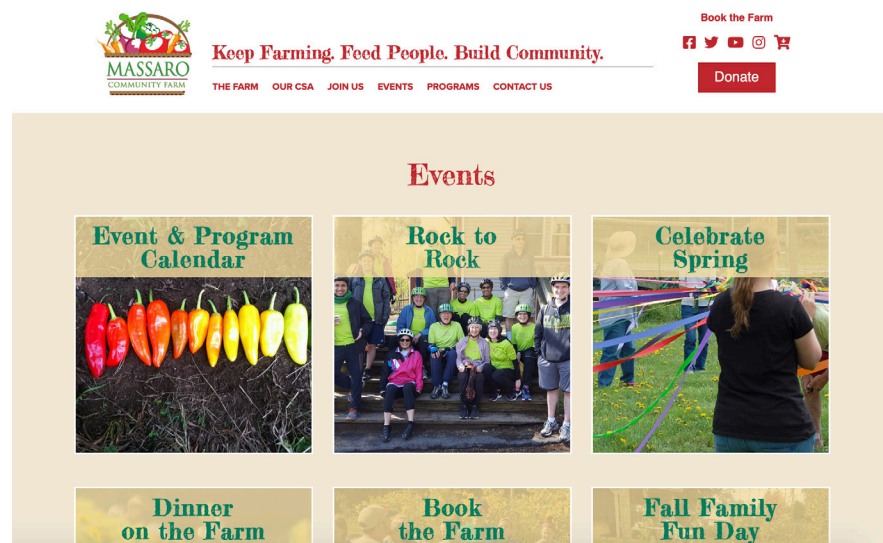 MASSARO
COMMUNITY FARM
Keep Farming. Feed People. Build Community.
THE FARM OUR CSA JOIN US EVENTS PROGRAMS CONTACT US
Book the Farm
Donate
Events
Event & Program
Calendar
Rock to
Rock
Celebrate
Spring
Dinner
on the Farm
Book
the Farm
Fall Family
Fun Day